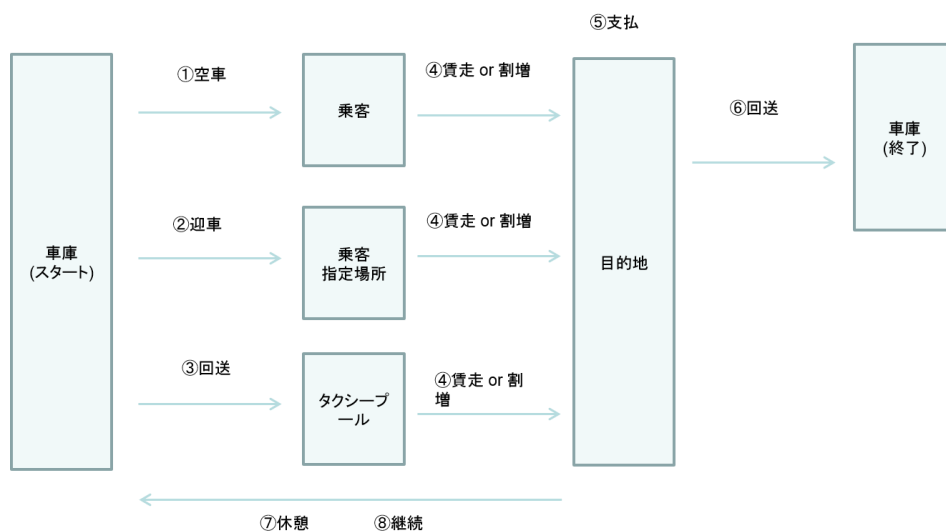 ⑤支払
①空車
④賃走 or 割増
⑥回送
乗客
車庫
(終了)
②迎車
④賃走 or 割増
車庫
(スタート)
乗客
指定場所
目的地
③回送
④賃走 or 割
増
タクシープ
ール
⑦休憩
⑧継続